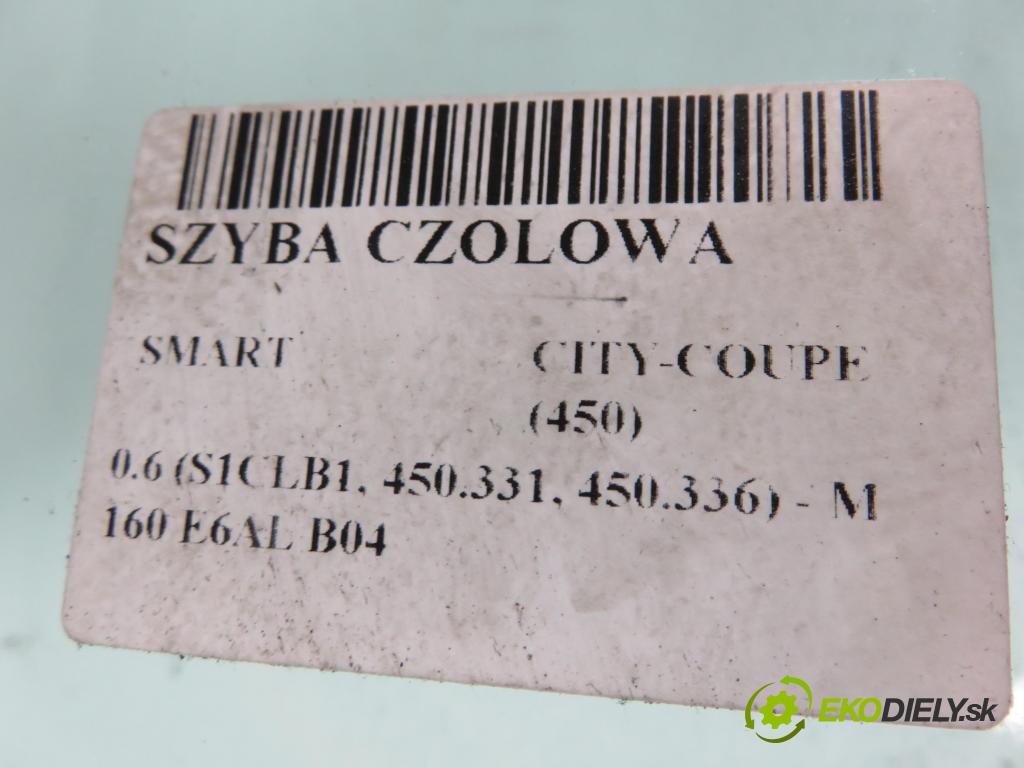 SZYBA CZOLOWA
SMART CITY-COUPE
(450)
0.6 (S1CLB1, 450.331, 450.336) - M
160 E6AL B04
EKODIELY.sk